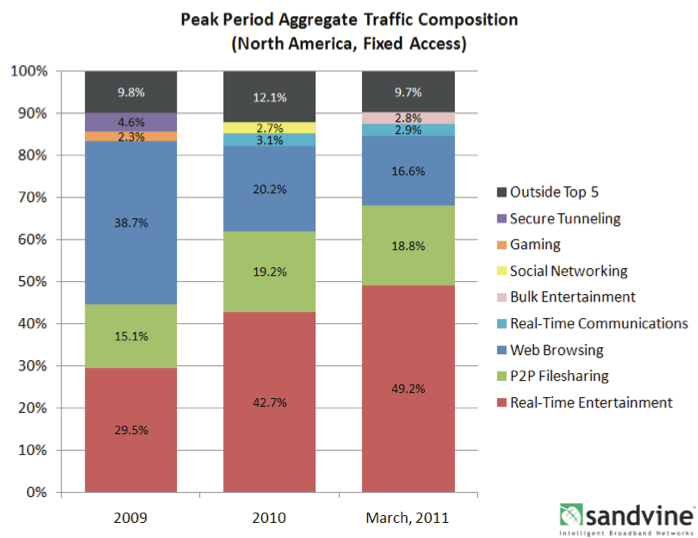 Peak Period Aggregate Traffic Composition
(North America, Fixed Access)
100%
90%
80%
70%
60%
50%
40%
30%
20%
10%
0%
9.8%
4.6%
2.3%
38.7%
15.1%
29.5%
12.1%
2.7%
3.1%
20.2%
19.2%
42.7%
9.7%
2.8%
2.9%
16.6%
18.8%
49.2%
2009
2010
March, 2011
Outside Top 5
Secure Tunneling
Gaming
Social Networking
Bulk Entertainment
Real-Time Communications
Web Browsing
P2P Filesharing
Real-Time Entertainment
sandvine
Intelligent Broadband Networks